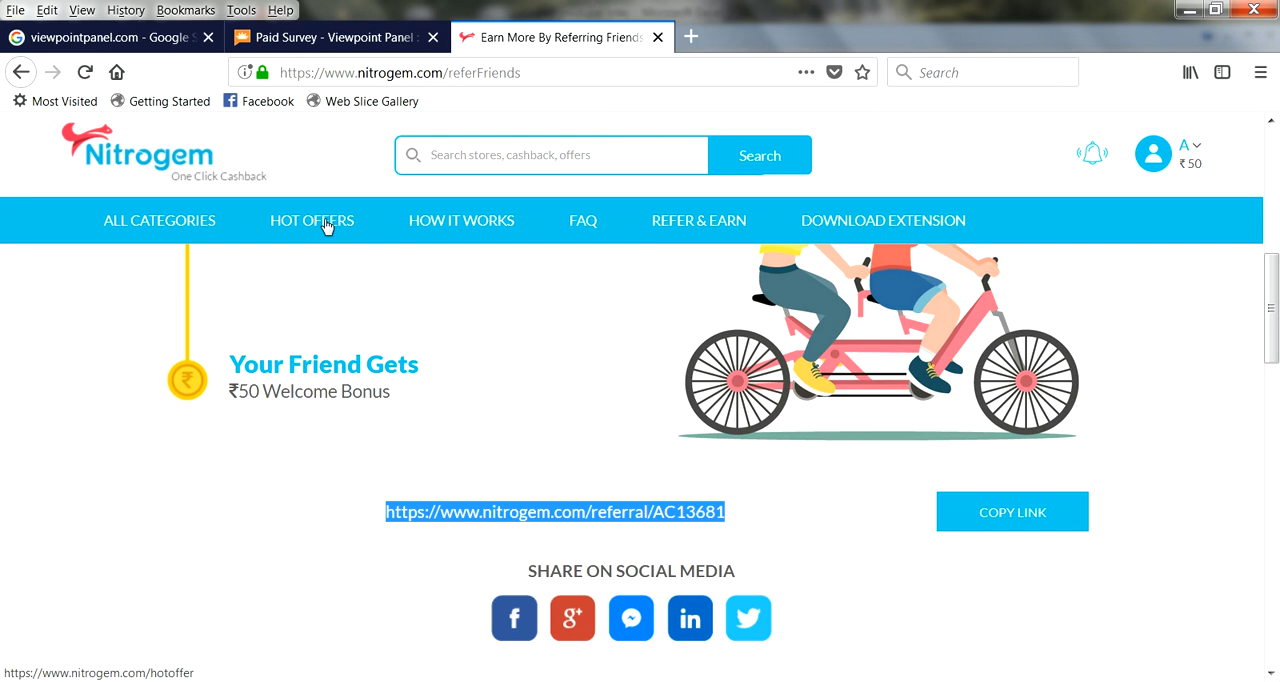 File Edit View History Bookmarks Tools Help
viewpointpanel.com - Google S
Paid Survey - Viewpoint Panel
Earn More By Referring Friends
https://www.nitrogem.com/referFriends
Search
Most Visited Getting Started Facebook Web Slice Gallery
Nitrogem
One Click Cashback
Search stores, cashback, offers
Search
A
₹ 50
ALL CATEGORIES HOT OFFERS HOW IT WORKS FAQ REFER & EARN DOWNLOAD EXTENSION
₹
Your Friend Gets
₹50 Welcome Bonus
https://www.nitrogem.com/referral/AC13681
COPY LINK
SHARE ON SOCIAL MEDIA
f g+ in
https://www.nitrogem.com/hotoffer